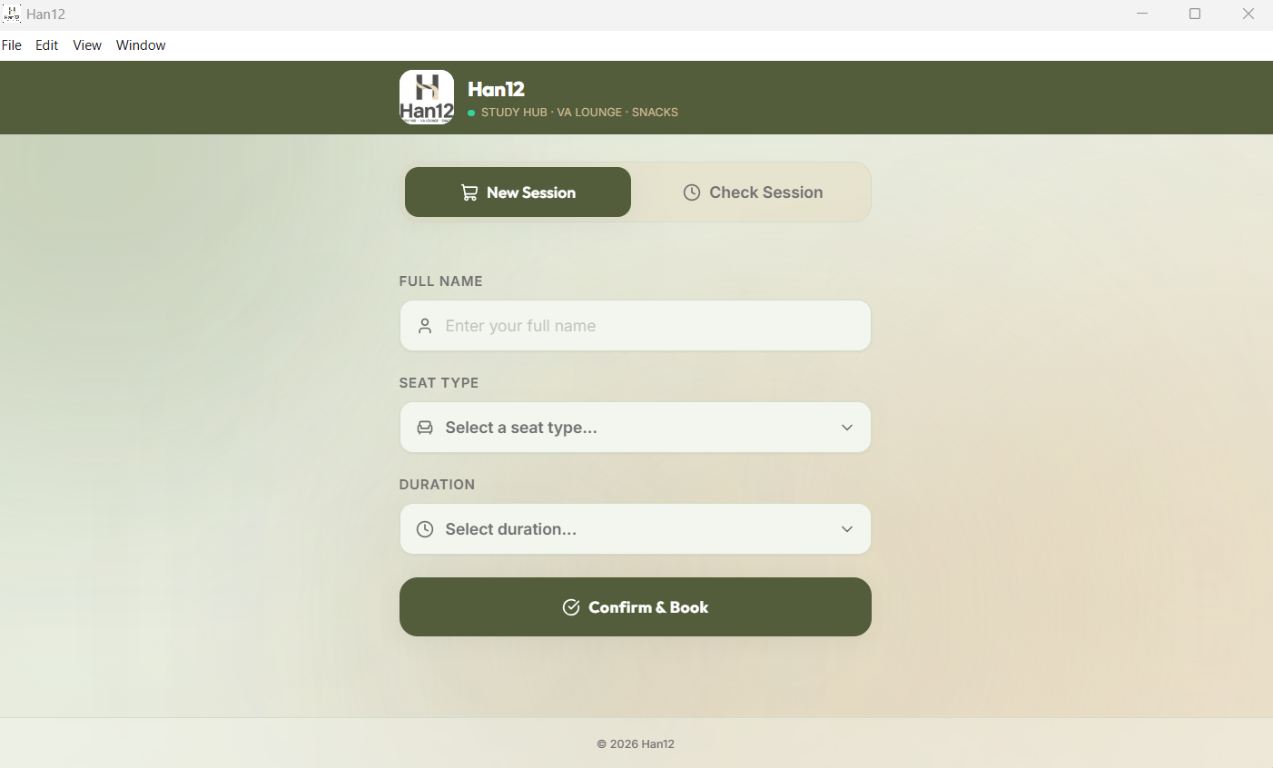 Han12
File Edit View Window
Han12
Han12
STUDY HUB · VA LOUNGE · SNACKS
New Session
Check Session
FULL NAME
Enter your full name
SEAT TYPE
Select a seat type...
DURATION
Select duration...
Confirm & Book
© 2026 Han12